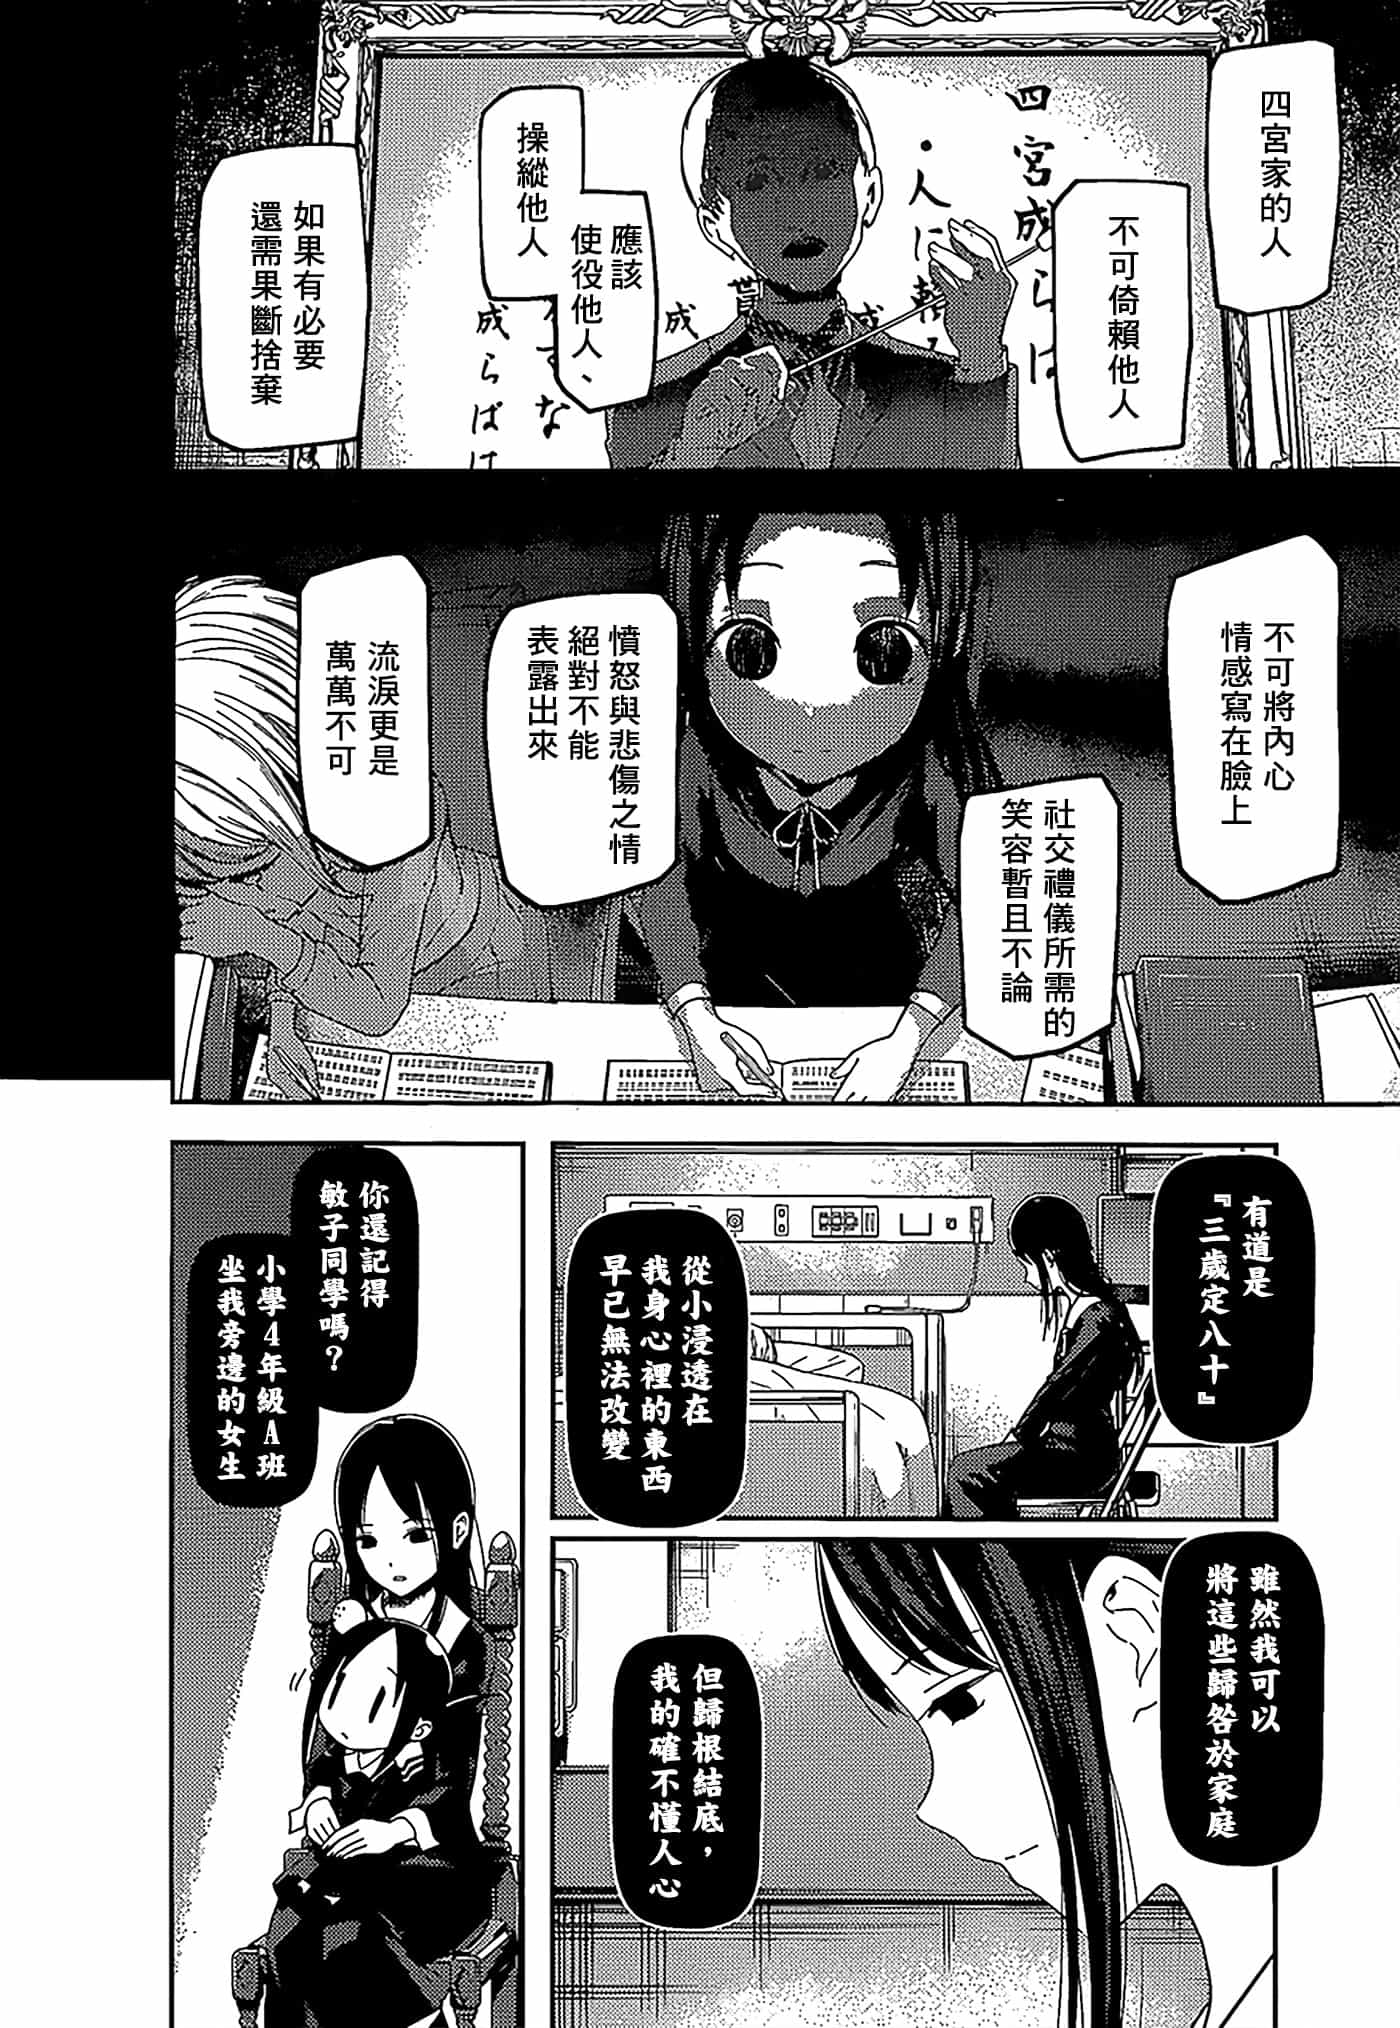 四宮家的人
不可倚賴他人
應該
使役他人、
操縱他人
如果有必要
還需果斷捨棄
四宮成らは
・人に
成
成
成らば
不可將內心
情感寫在臉上
社交禮儀所需的
笑容暫且不論
憤怒與悲傷之情
絕對不能
表露出來
流淚更是
萬萬不可
有道是
『三歲定八十』
從小浸透在
我身心裡的東西
早已無法改變
雖然我可以
將這些歸咎於家庭
但歸根結底，
我的確不懂人心
你還記得
敏子同學嗎？
小學4年級A班
坐我旁邊的女生